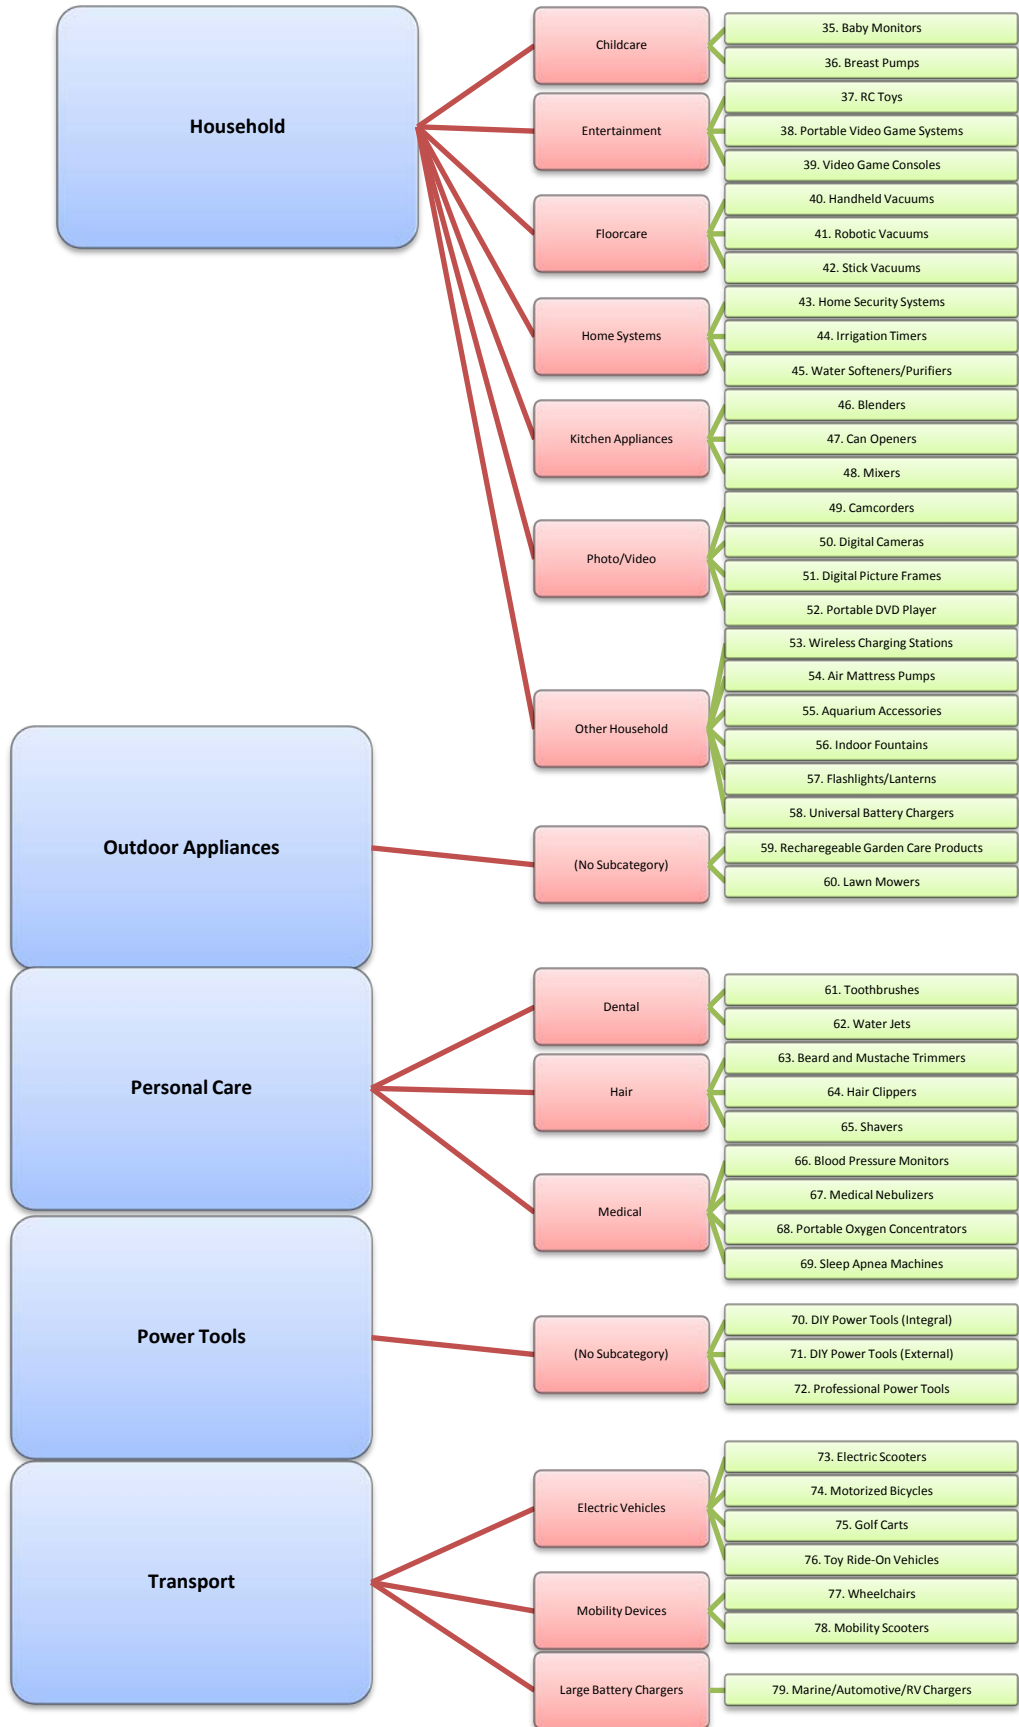 Household
Childcare
35. Baby Monitors
36. Breast Pumps
Entertainment
37. RC Toys
38. Portable Video Game Systems
39. Video Game Consoles
Floorcare
40. Handheld Vacuums
41. Robotic Vacuums
42. Stick Vacuums
Home Systems
43. Home Security Systems
44. Irrigation Timers
45. Water Softeners/Purifiers
Kitchen Appliances
46. Blenders
47. Can Openers
48. Mixers
Photo/Video
49. Camcorders
50. Digital Cameras
51. Digital Picture Frames
52. Portable DVD Player
Other Household
53. Wireless Charging Stations
54. Air Mattress Pumps
55. Aquarium Accessories
56. Indoor Fountains
57. Flashlights/Lanterns
58. Universal Battery Chargers
Outdoor Appliances
(No Subcategory)
59. Recharegeable Garden Care Products
60. Lawn Mowers
Personal Care
Dental
61. Toothbrushes
62. Water Jets
Hair
63. Beard and Mustache Trimmers
64. Hair Clippers
65. Shavers
Medical
66. Blood Pressure Monitors
67. Medical Nebulizers
68. Portable Oxygen Concentrators
69. Sleep Apnea Machines
Power Tools
(No Subcategory)
70. DIY Power Tools (Integral)
71. DIY Power Tools (External)
72. Professional Power Tools
Transport
Electric Vehicles
73. Electric Scooters
74. Motorized Bicycles
75. Golf Carts
76. Toy Ride-On Vehicles
Mobility Devices
77. Wheelchairs
78. Mobility Scooters
Large Battery Chargers
79. Marine/Automotive/RV Chargers